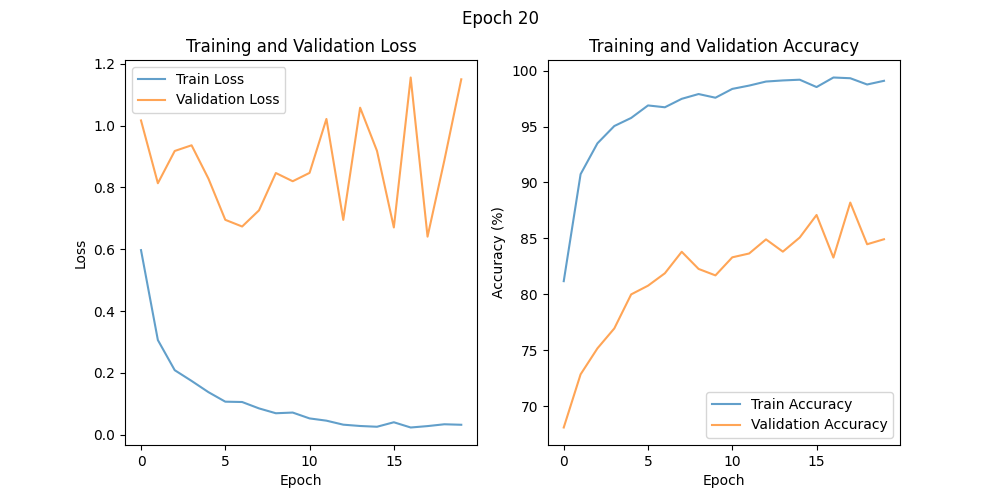 Epoch 20
Training and Validation Loss
Train Loss
Validation Loss
1.2
1.0
0.8
0.6
0.4
0.2
0.0
Loss
0
5
10
15
Epoch
Training and Validation Accuracy
100
95
90
85
80
75
70
Accuracy (%)
Train Accuracy
Validation Accuracy
0
5
10
15
Epoch